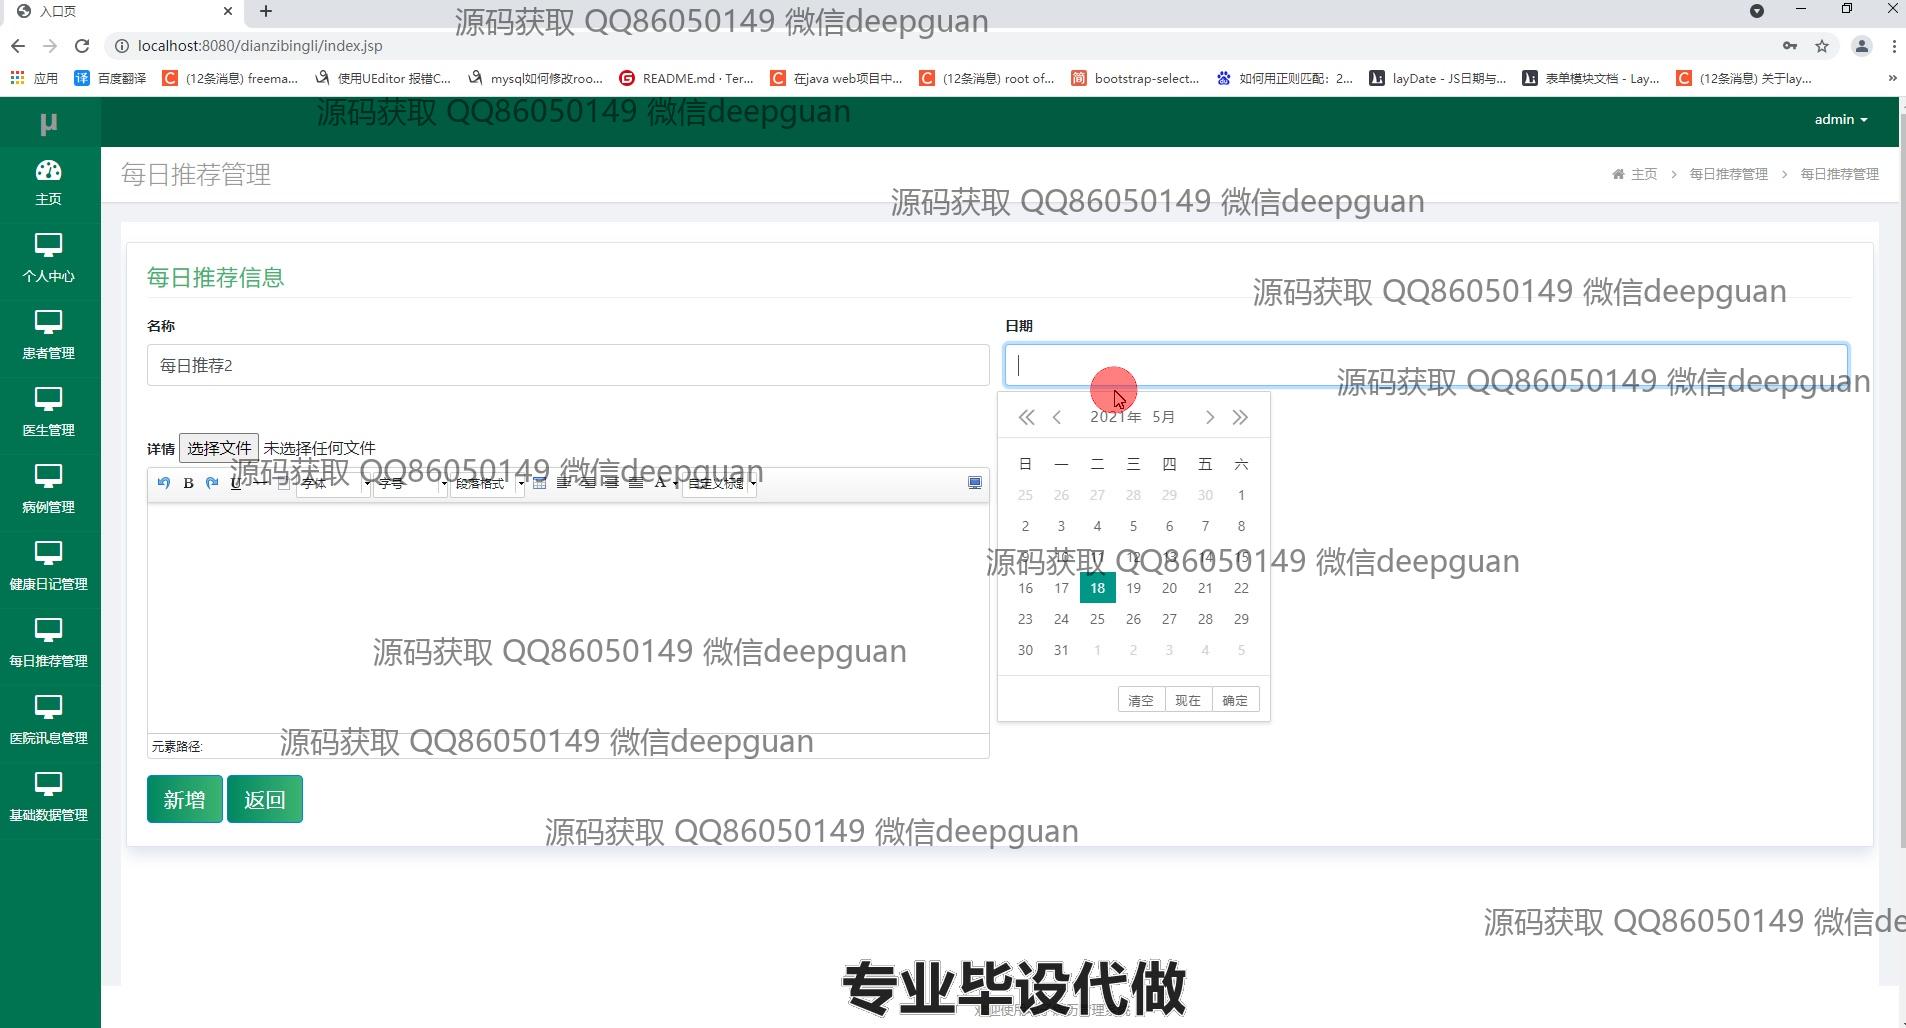 入口页
源码获取 QQ86050149 微信deepguan
localhost:8080/dianzibingli/index.jsp
应用
百度翻译
(12条消息) freema...
使用UEditor 报错C...
mysql如何修改roo...
README.md · Ter...
在java web项目中...
(12条消息) root of...
bootstrap-select...
如何用正则匹配：2...
layDate - JS日期与...
表单模块文档 - Lay...
(12条消息) 关于lay...
源码获取 QQ86050149 微信deepguan
μ
admin
主页
个人中心
患者管理
医生管理
病例管理
健康日记管理
每日推荐管理
医院讯息管理
基础数据管理
每日推荐管理
主页 > 每日推荐管理 > 每日推荐管理
源码获取 QQ86050149 微信deepguan
每日推荐信息
源码获取 QQ86050149 微信deepguan
名称
每日推荐2
日期
源码获取 QQ86050149 微信deepguan
2021年 5月
日 一 二 三 四 五 六
25 26 27 28 29 30 1
2 3 4 5 6 7 8
9 10 11 12 13 14 15
16 17 18 19 20 21 22
23 24 25 26 27 28 29
30 31 1 2 3 4 5
清空 现在 确定
详情 选择文件 未选择任何文件
源码获取 QQ86050149 微信deepguan
B U 字体 字号 段落格式 A 自定义标题
源码获取 QQ86050149 微信deepguan
源码获取 QQ86050149 微信deepguan
元素路径:
源码获取 QQ86050149 微信deepguan
新增 返回
源码获取 QQ86050149 微信deepguan
源码获取 QQ86050149 微信de
专业毕设代做